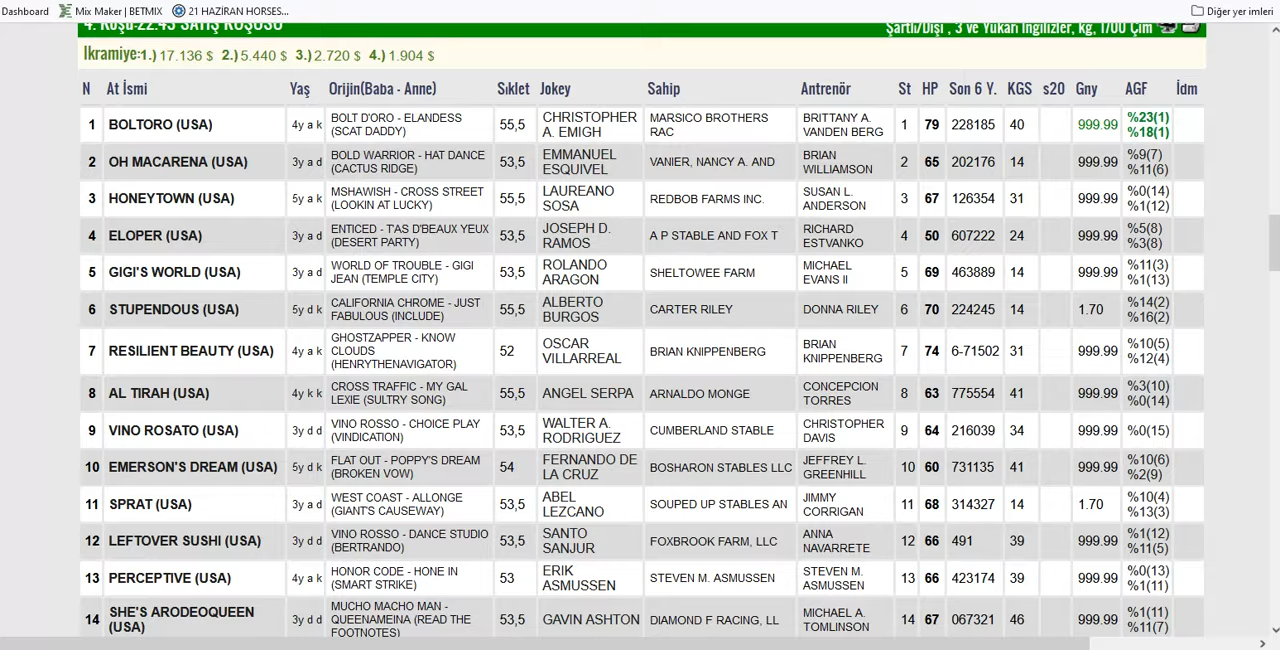 Dashboard Mix Maker | BETMIX 21 HAZİRAN HORSES... Diğer yer imleri
4. Koşu:22.45 SATIŞ KOŞUSU Şartlı/Dişi , 3 ve Yukarı İngilizler, kg, 1700 Çim
İkramiye:1.) 17.136 $ 2.) 5.440 $ 3.) 2.720 $ 4.) 1.904 $
N At İsmi Yaş Orijin(Baba - Anne) Sıklet Jokey Sahip Antrenör St HP Son 6 Y. KGS s20 Gny AGF İdm
1 BOLTORO (USA) 4y a k BOLT D'ORO - ELANDESS (SCAT DADDY) 55,5 CHRISTOPHER A. EMIGH MARSICO BROTHERS RAC BRITTANY A. VANDEN BERG 1 79 228185 40 999.99 %23(1) %18(1)
2 OH MACARENA (USA) 3y a d BOLD WARRIOR - HAT DANCE (CACTUS RIDGE) 53,5 EMMANUEL ESQUIVEL VANIER, NANCY A. AND BRIAN WILLIAMSON 2 65 202176 14 999.99 %9(7) %11(6)
3 HONEYTOWN (USA) 5y a k MSHAWISH - CROSS STREET (LOOKIN AT LUCKY) 55,5 LAUREANO SOSA REDBOB FARMS INC. SUSAN L. ANDERSON 3 67 126354 31 999.99 %0(14) %1(12)
4 ELOPER (USA) 3y a d ENTICED - T'AS D'BEAUX YEUX (DESERT PARTY) 53,5 JOSEPH D. RAMOS A P STABLE AND FOX T RICHARD ESTVANKO 4 50 607222 24 999.99 %5(8) %3(8)
5 GIGI'S WORLD (USA) 3y a d WORLD OF TROUBLE - GIGI JEAN (TEMPLE CITY) 53,5 ROLANDO ARAGON SHELTOWEE FARM MICHAEL EVANS II 5 69 463889 14 999.99 %11(3) %1(13)
6 STUPENDOUS (USA) 5y d k CALIFORNIA CHROME - JUST FABULOUS (INCLUDE) 55,5 ALBERTO BURGOS CARTER RILEY DONNA RILEY 6 70 224245 14 1.70 %14(2) %16(2)
7 RESILIENT BEAUTY (USA) 4y a k GHOSTZAPPER - KNOW CLOUDS (HENRYTHENAVIGATOR) 52 OSCAR VILLARREAL BRIAN KNIPPENBERG BRIAN KNIPPENBERG 7 74 6-71502 31 999.99 %10(5) %12(4)
8 AL TIRAH (USA) 4y k k CROSS TRAFFIC - MY GAL LEXIE (SULTRY SONG) 55,5 ANGEL SERPA ARNALDO MONGE CONCEPCION TORRES 8 63 775554 41 999.99 %3(10) %0(14)
9 VINO ROSATO (USA) 3y d d VINO ROSSO - CHOICE PLAY (VINDICATION) 53,5 WALTER A. RODRIGUEZ CUMBERLAND STABLE CHRISTOPHER DAVIS 9 64 216039 34 999.99 %0(15)
10 EMERSON'S DREAM (USA) 5y d k FLAT OUT - POPPY'S DREAM (BROKEN VOW) 54 FERNANDO DE LA CRUZ BOSHARON STABLES LLC JEFFREY L. GREENHILL 10 60 731135 41 999.99 %10(6) %2(9)
11 SPRAT (USA) 3y a d WEST COAST - ALLONGE (GIANT'S CAUSEWAY) 53,5 ABEL LEZCANO SOUPED UP STABLES AN JIMMY CORRIGAN 11 68 314327 14 1.70 %10(4) %13(3)
12 LEFTOVER SUSHI (USA) 3y d d VINO ROSSO - DANCE STUDIO (BERTRANDO) 53,5 SANTO SANJUR FOXBROOK FARM, LLC ANNA NAVARRETE 12 66 491 39 999.99 %1(12) %11(5)
13 PERCEPTIVE (USA) 4y a k HONOR CODE - HONE IN (SMART STRIKE) 53 ERIK ASMUSSEN STEVEN M. ASMUSSEN STEVEN M. ASMUSSEN 13 66 423174 39 999.99 %0(13) %1(11)
14 SHE'S ARODEOQUEEN (USA) 3y d d MUCHO MACHO MAN - QUEENAMEINA (READ THE FOOTNOTES) 53,5 GAVIN ASHTON DIAMOND F RACING, LL MICHAEL A. TOMLINSON 14 67 067321 46 999.99 %1(11) %11(7)